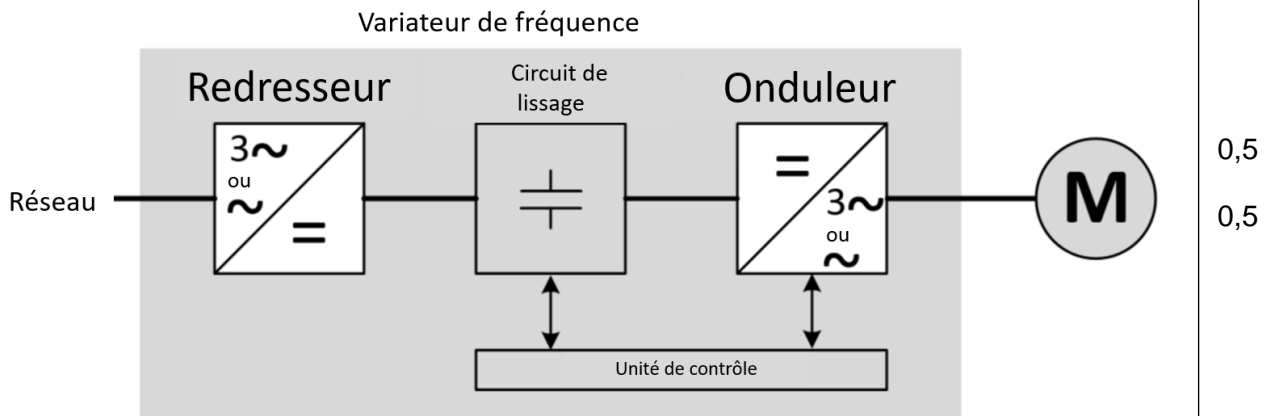 Variateur de fréquence
Redresseur
Circuit de
lissage
Onduleur
3~
ou
~
=
=
3~
ou
~
Réseau
M
0,5
0,5
Unité de contrôle